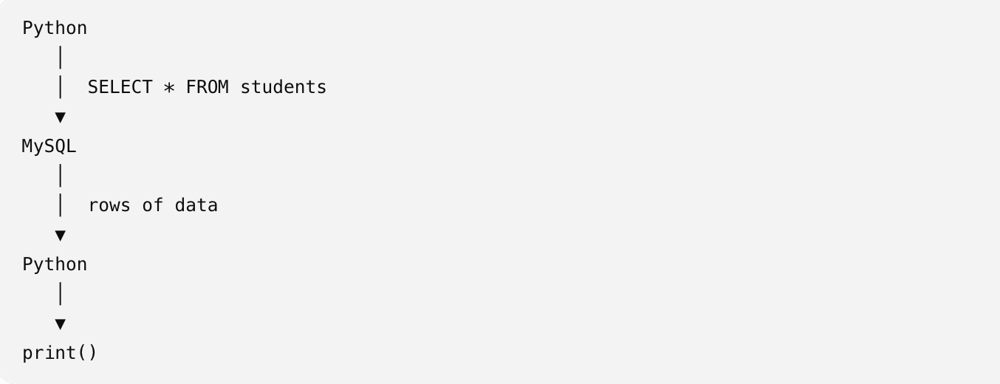 Python
│
│ SELECT * FROM students
▼
MySQL
│
│ rows of data
▼
Python
│
▼
print()